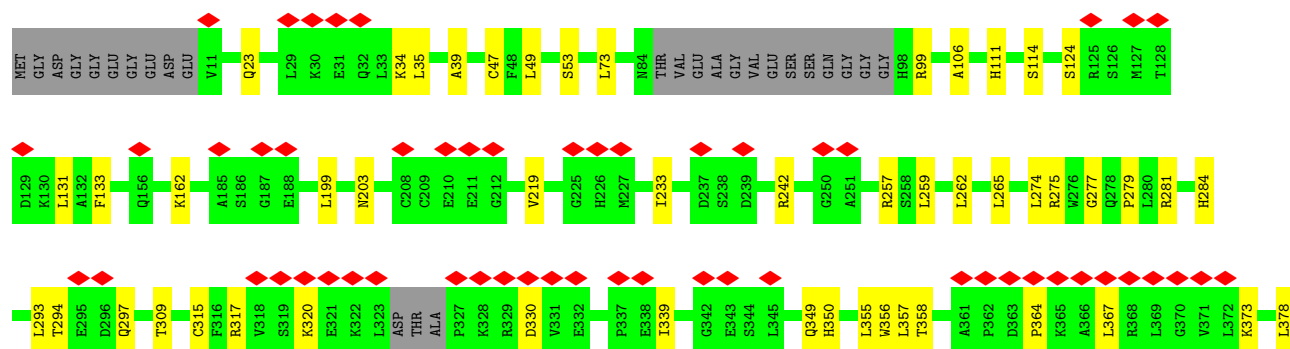 MET GLY ASP GLY GLY GLU GLY GLU ASP GLU V11 Q23 L29 K30 E31 Q32 L33 K34 L35 A39 C47 F48 L49 S53 L73 N84 THR VAL GLU ALA GLY VAL GLU SER SER GLN GLY GLY GLY H98 R99 A106 H111 S114 S124 R125 S126 M127 T128
D129 K130 L131 A132 F133 Q156 K162 A185 S186 G187 E188 L199 N203 C208 C209 E210 E211 G212 V219 G225 H226 M227 I233 D237 S238 D239 R242 G250 A251 R257 S258 L259 L262 L265 L274 R275 W276 G277 Q278 P279 L280 R281 H284
L293 T294 E295 D296 Q297 T309 C315 F316 R317 V318 S319 K320 E321 K322 L323 ASP THR ALA P327 K328 R329 D330 V331 E332 P337 E338 I339 G342 E343 S344 L345 Q349 H350 L355 W356 L357 T358 A361 P362 D363 P364 K365 A366 L367 R368 L369 G370 V371 L372 K373 L378